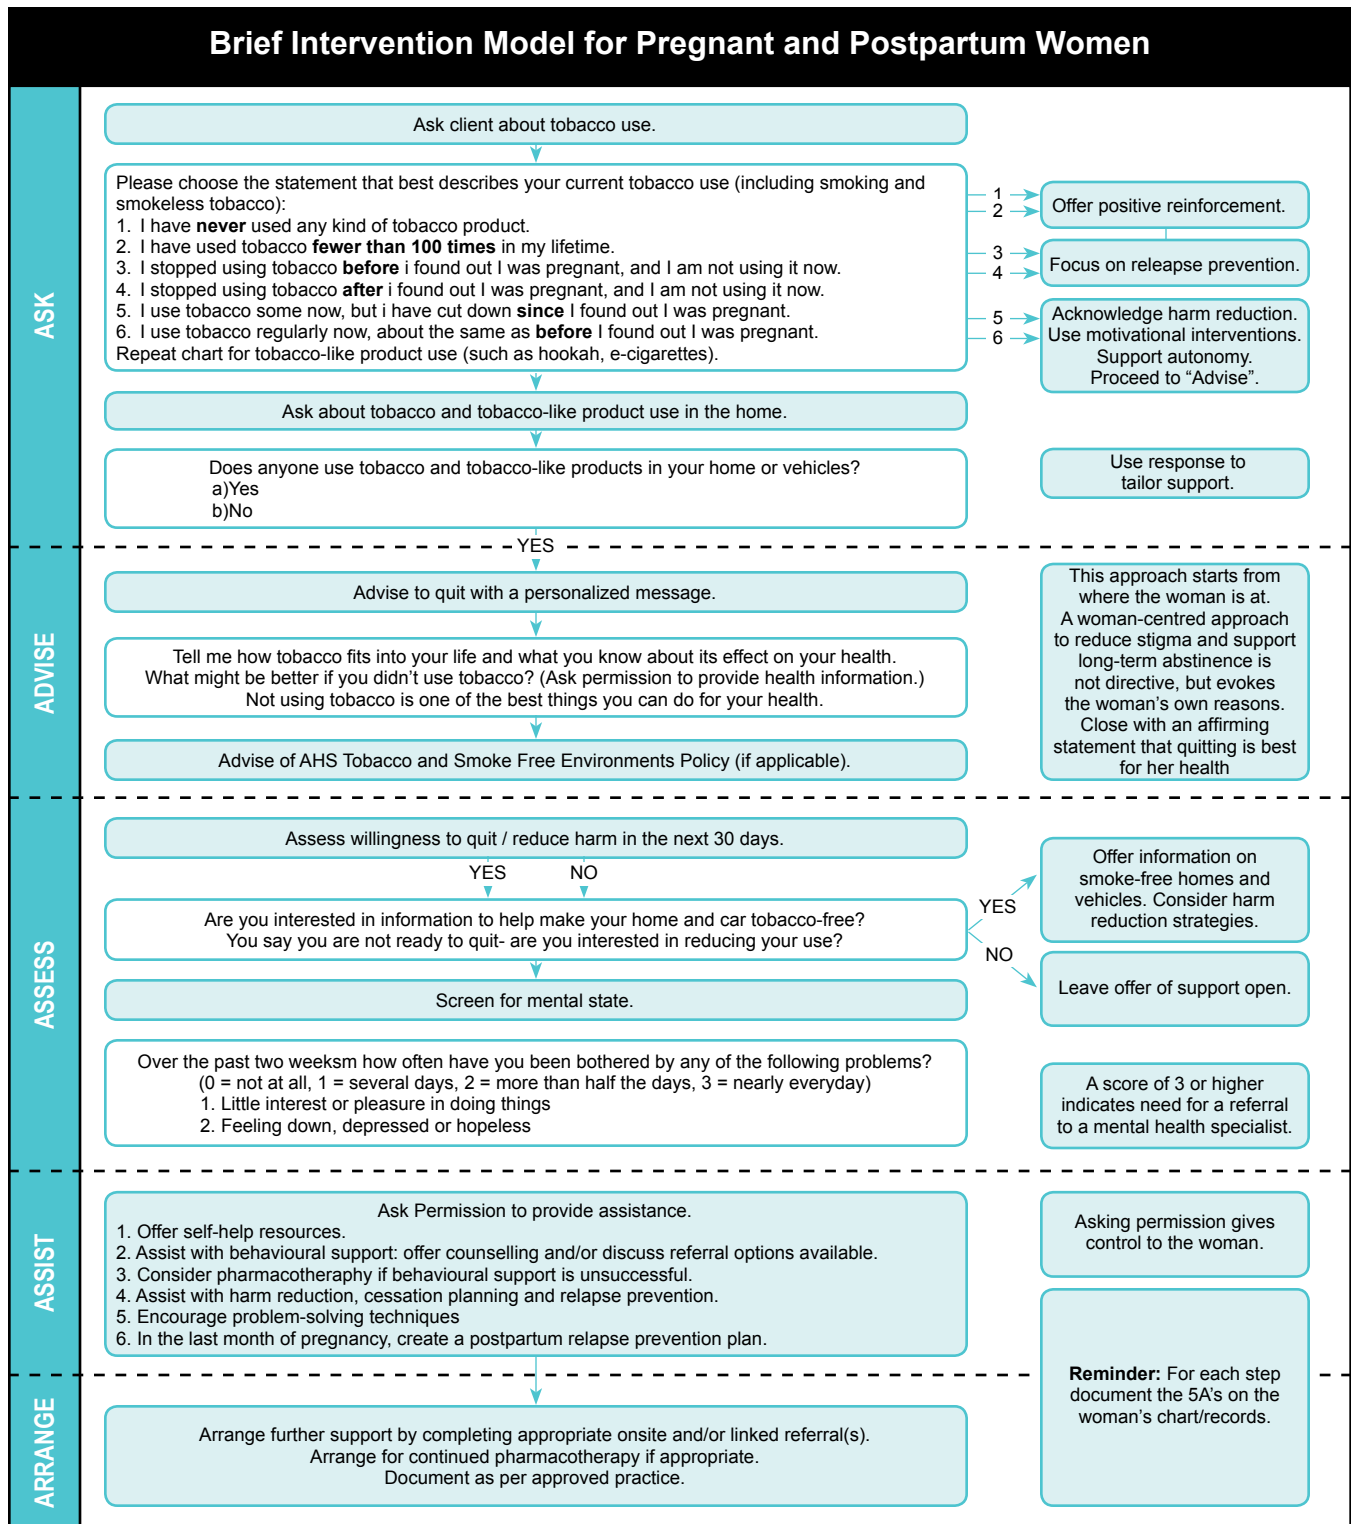 Brief Intervention Model for Pregnant and Postpartum Women
ASK
Ask client about tobacco use.
Please choose the statement that best describes your current tobacco use (including smoking and
smokeless tobacco):
1. I have never used any kind of tobacco product.
2. I have used tobacco fewer than 100 times in my lifetime.
3. I stopped using tobacco before i found out I was pregnant, and I am not using it now.
4. I stopped using tobacco after i found out I was pregnant, and I am not using it now.
5. I use tobacco some now, but i have cut down since I found out I was pregnant.
6. I use tobacco regularly now, about the same as before I found out I was pregnant.
Repeat chart for tobacco-like product use (such as hookah, e-cigarettes).
1
2
Offer positive reinforcement.
3
4
Focus on releapse prevention.
5
6
Acknowledge harm reduction.
Use motivational interventions.
Support autonomy.
Proceed to “Advise”.
Ask about tobacco and tobacco-like product use in the home.
Does anyone use tobacco and tobacco-like products in your home or vehicles?
a)Yes
b)No
Use response to
tailor support.
YES
ADVISE
Advise to quit with a personalized message.
Tell me how tobacco fits into your life and what you know about its effect on your health.
What might be better if you didn’t use tobacco? (Ask permission to provide health information.)
Not using tobacco is one of the best things you can do for your health.
Advise of AHS Tobacco and Smoke Free Environments Policy (if applicable).
This approach starts from
where the woman is at.
A woman-centred approach
to reduce stigma and support
long-term abstinence is
not directive, but evokes
the woman’s own reasons.
Close with an affirming
statement that quitting is best
for her health
ASSESS
Assess willingness to quit / reduce harm in the next 30 days.
YES
NO
Are you interested in information to help make your home and car tobacco-free?
You say you are not ready to quit- are you interested in reducing your use?
YES
NO
Offer information on
smoke-free homes and
vehicles. Consider harm
reduction strategies.
Leave offer of support open.
Screen for mental state.
Over the past two weeksm how often have you been bothered by any of the following problems?
(0 = not at all, 1 = several days, 2 = more than half the days, 3 = nearly everyday)
1. Little interest or pleasure in doing things
2. Feeling down, depressed or hopeless
A score of 3 or higher
indicates need for a referral
to a mental health specialist.
ASSIST
Ask Permission to provide assistance.
1. Offer self-help resources.
2. Assist with behavioural support: offer counselling and/or discuss referral options available.
3. Consider pharmacotheraphy if behavioural support is unsuccessful.
4. Assist with harm reduction, cessation planning and relapse prevention.
5. Encourage problem-solving techniques
6. In the last month of pregnancy, create a postpartum relapse prevention plan.
Asking permission gives
control to the woman.
Reminder: For each step
document the 5A’s on the
woman’s chart/records.
ARRANGE
Arrange further support by completing appropriate onsite and/or linked referral(s).
Arrange for continued pharmacotherapy if appropriate.
Document as per approved practice.